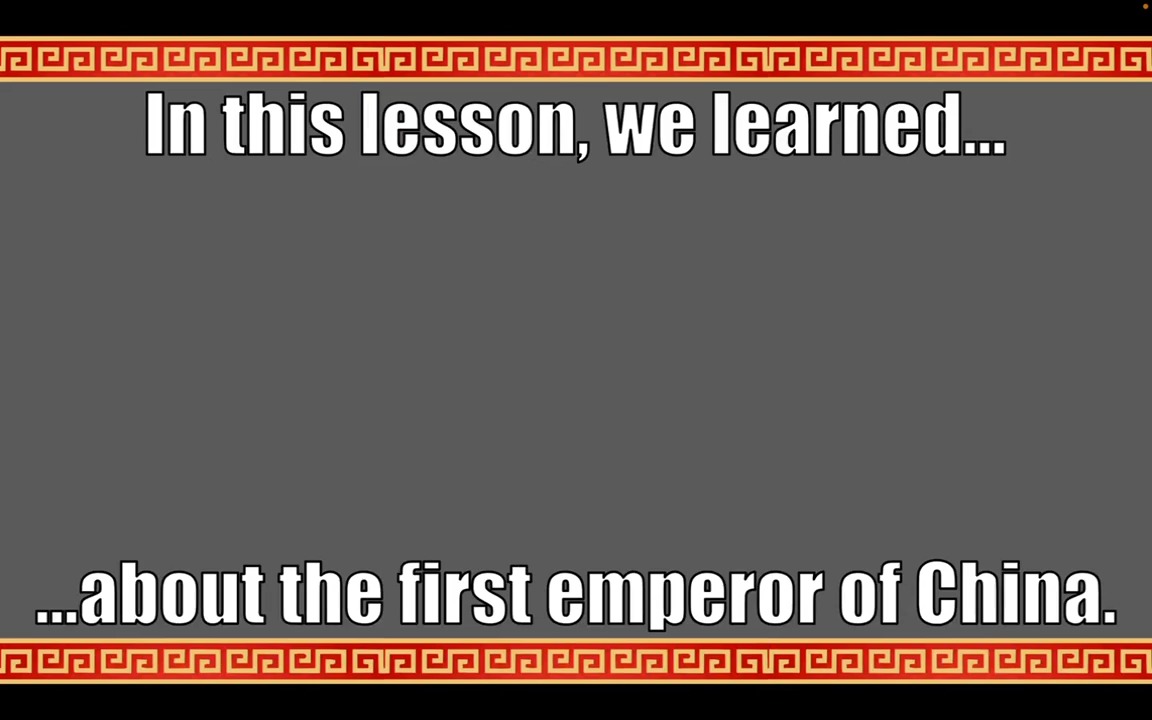 In this lesson, we learned...
...about the first emperor of China.